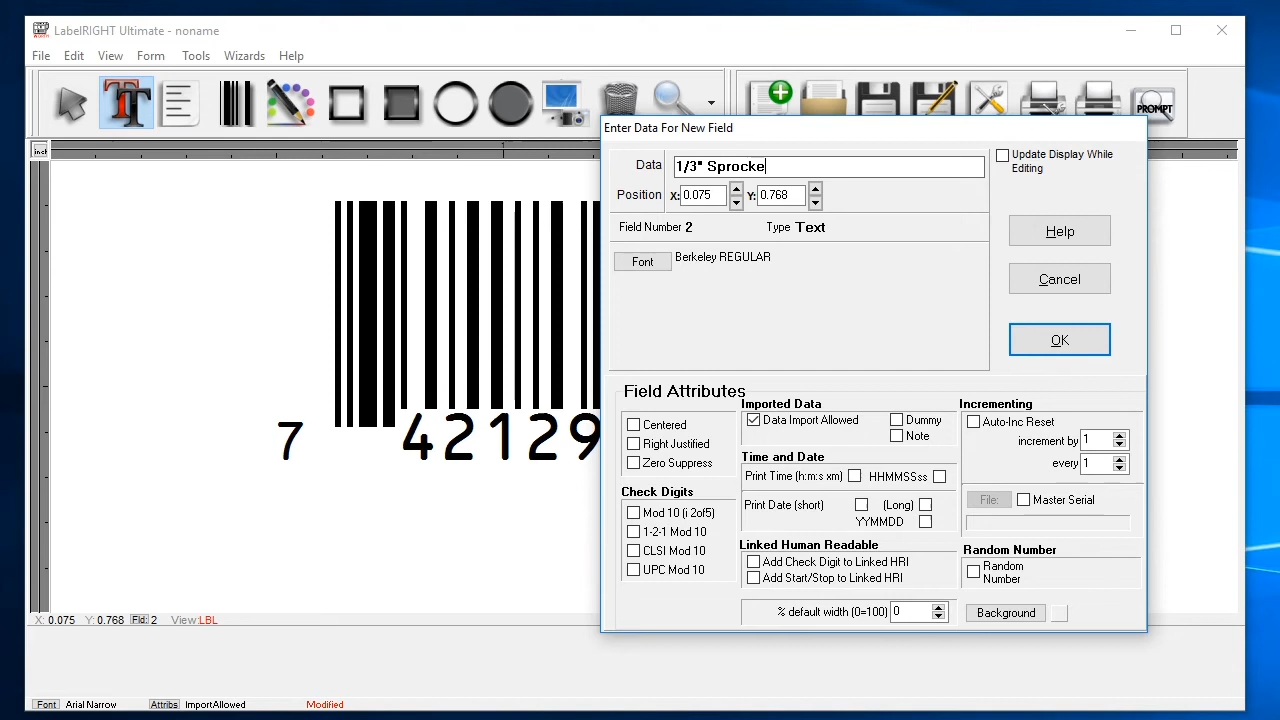 LabelRIGHT Ultimate - noname
File Edit View Form Tools Wizards Help
PROMPT
inch
1
Enter Data For New Field
Data 1/3" Sprocke
Update Display While
Editing
Position X: 0.075 Y: 0.768
Field Number 2 Type Text
Help
Font Berkeley REGULAR
Cancel
OK
7 42129
Field Attributes
Centered
Right Justified
Zero Suppress
Check Digits
Mod 10 (i 2of5)
1-2-1 Mod 10
CLSI Mod 10
UPC Mod 10
Imported Data
Data Import Allowed Dummy
Note
Time and Date
Print Time (h:m:s xm) HHMMSSss
Print Date (short) (Long)
YYMMDD
Linked Human Readable
Add Check Digit to Linked HRI
Add Start/Stop to Linked HRI
% default width (0=100) 0
Incrementing
Auto-Inc Reset
increment by 1
every 1
File: Master Serial
Random Number
Random
Number
Background
X: 0.075 Y: 0.768 Fld: 2 View:LBL
Font Arial Narrow Attribs ImportAllowed Modified